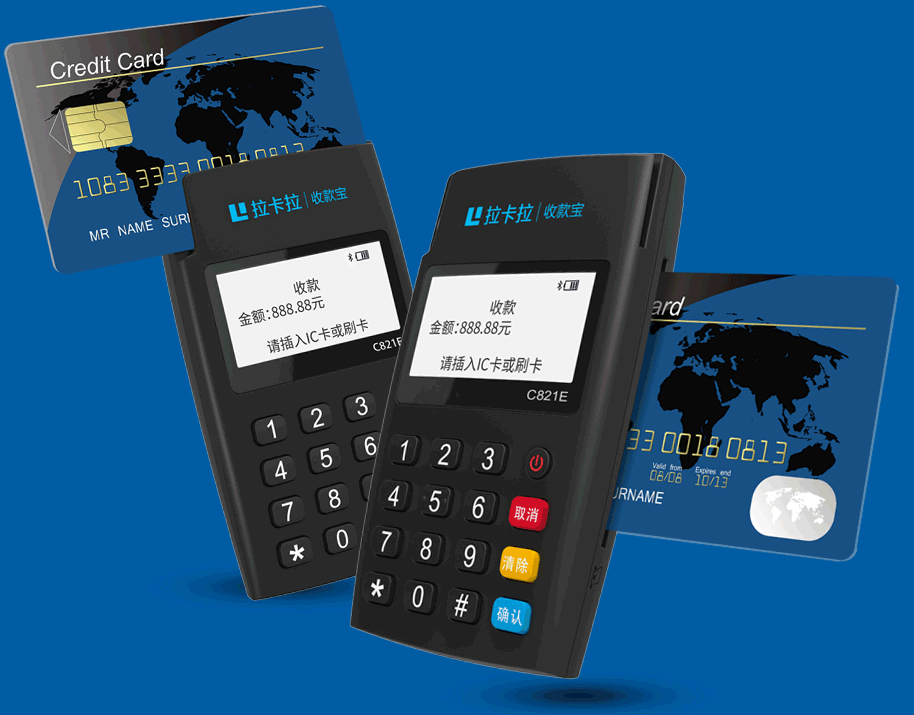 Credit Card
1083 3333 0018 0813
MR NAME SUR
拉卡拉 | 收款宝
收款
金额:888.88元
请插入IC卡或刷卡
C821E
1 2 3
4 5 6
7 8
* 0
拉卡拉 | 收款宝
收款
金额:888.88元
请插入IC卡或刷卡
C821E
1 2 3
4 5 6 取消
7 8 9 清除
* 0 # 确认
ard
33 0018 0813
Valid from Expires end
08/08 10/13
URNAME